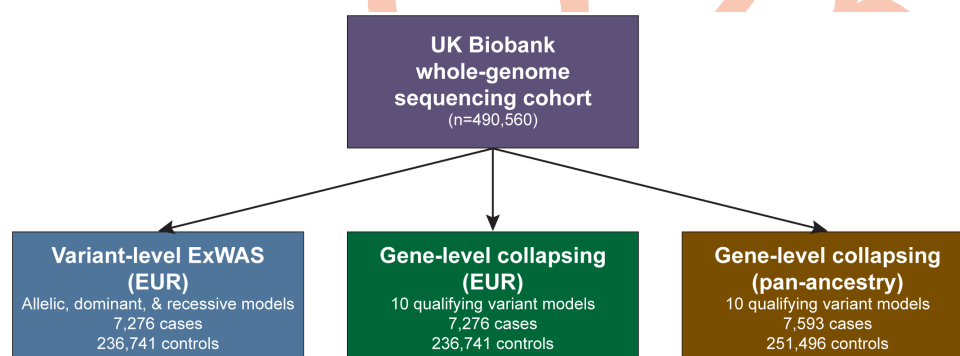 UK Biobank
whole-genome
sequencing cohort
(n=490,560)
Variant-level ExWAS
(EUR)
Allelic, dominant, & recessive models
7,276 cases
236,741 controls
Gene-level collapsing
(EUR)
10 qualifying variant models
7,276 cases
236,741 controls
Gene-level collapsing
(pan-ancestry)
10 qualifying variant models
7,593 cases
251,496 controls